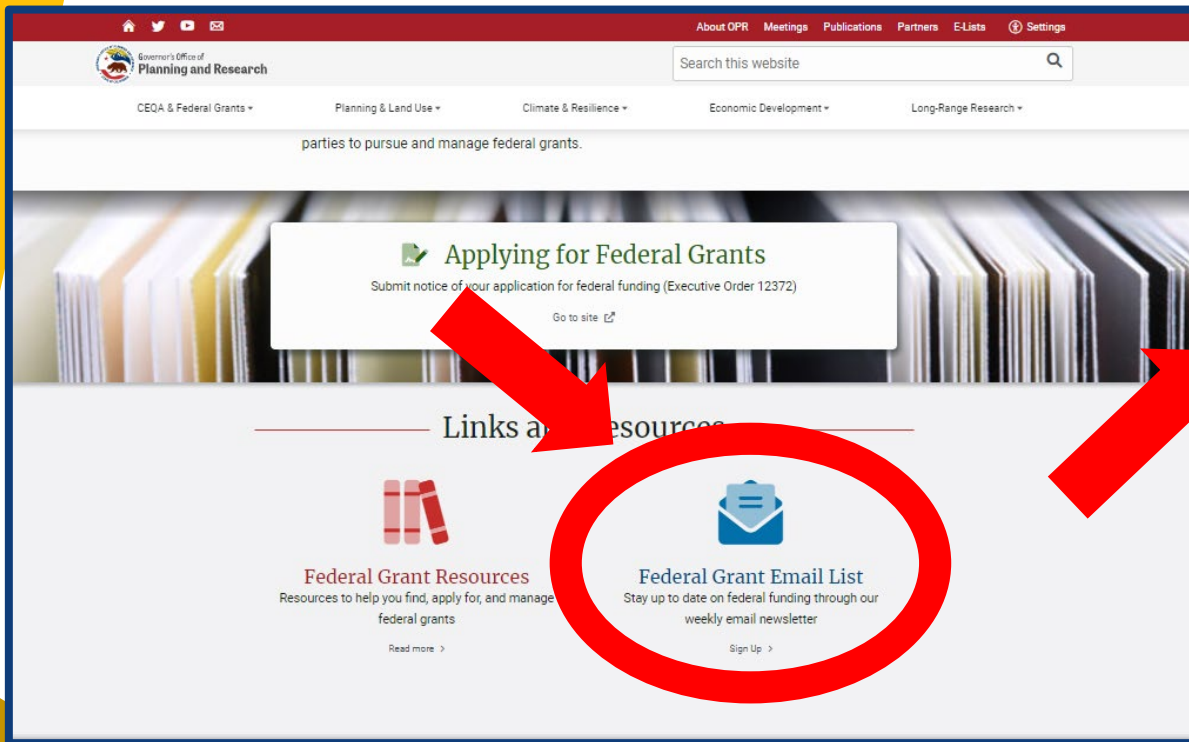 About OPR Meetings Publications Partners E-Lists Settings
Governor's Office of
Planning and Research
Search this website
CEQA & Federal Grants Planning & Land Use Climate & Resilience Economic Development Long-Range Research
parties to pursue and manage federal grants.
Applying for Federal Grants
Submit notice of your application for federal funding (Executive Order 12372)
Go to site
Links
Federal Grant Resources
Resources to help you find, apply for, and manage
federal grants
Read more >
Federal Grant Email List
Stay up to date on federal funding through our
weekly email newsletter
Sign Up >